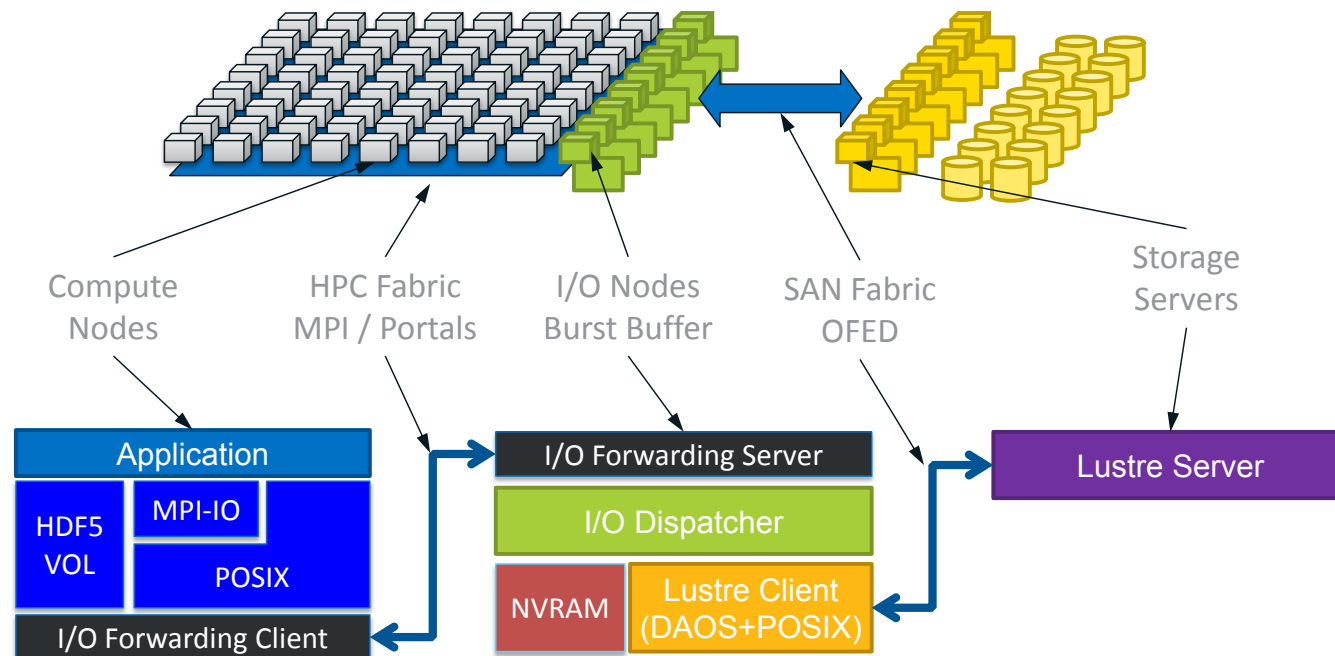 Compute
Nodes
HPC Fabric
MPI / Portals
I/O Nodes
Burst Buffer
SAN Fabric
OFED
Storage
Servers
Application
HDF5
VOL
MPI-IO
POSIX
I/O Forwarding Client
I/O Forwarding Server
I/O Dispatcher
NVRAM
Lustre Client
(DAOS+POSIX)
Lustre Server